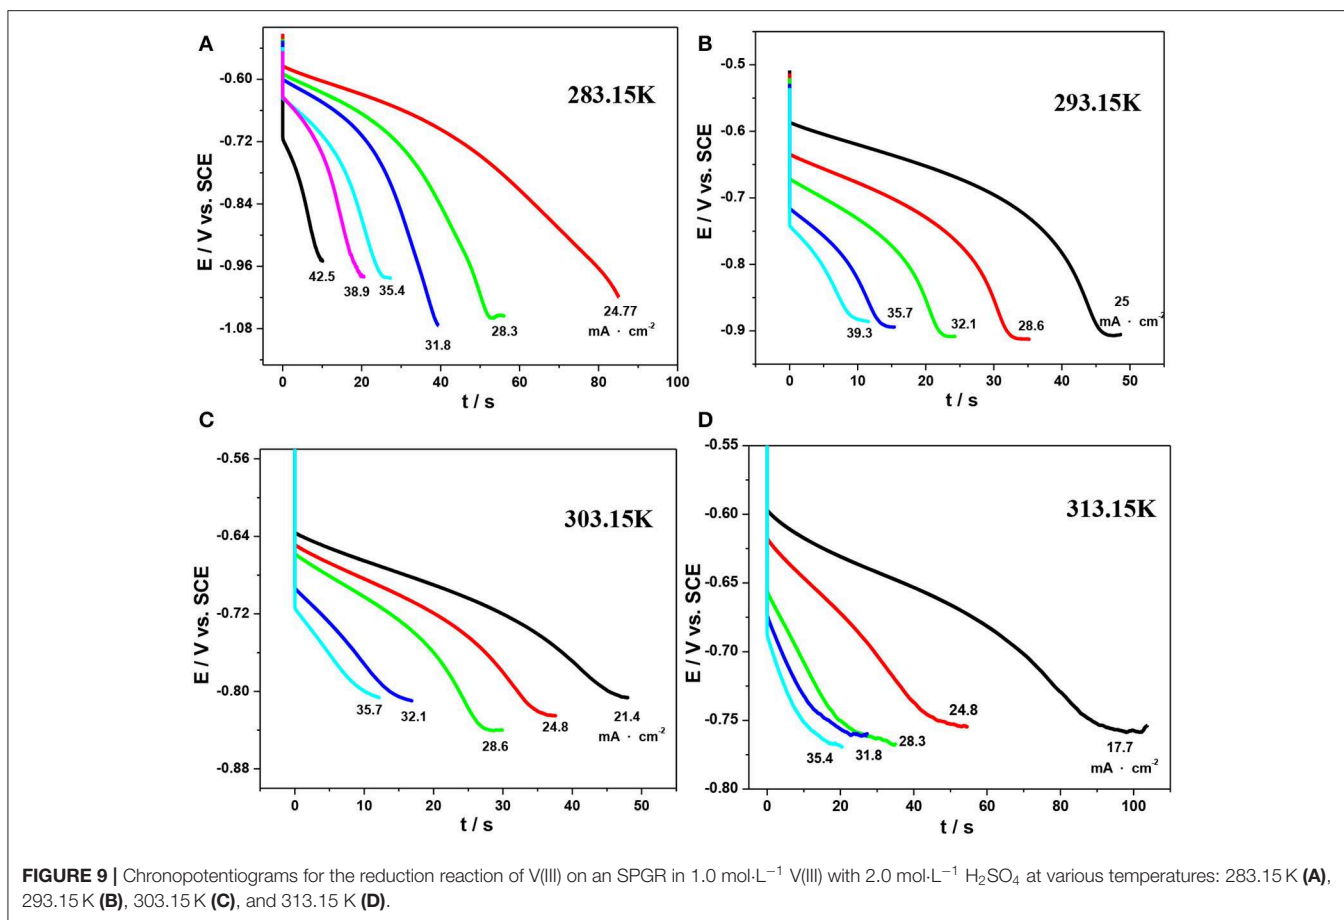 A
283.15K
E / V vs. SCE
-0.60
-0.72
-0.84
-0.96
-1.08
42.5
38.9
35.4
31.8
28.3
24.77
mA · cm-2
0 20 40 60 80 100
t / s
B
293.15K
E / V vs. SCE
-0.5
-0.6
-0.7
-0.8
-0.9
39.3
35.7
32.1
28.6
25
mA · cm-2
0 10 20 30 40 50
t / s
C
303.15K
E / V vs. SCE
-0.56
-0.64
-0.72
-0.80
-0.88
35.7
32.1
28.6
24.8
21.4
mA · cm-2
0 10 20 30 40 50
t / s
D
313.15K
E / V vs. SCE
-0.55
-0.60
-0.65
-0.70
-0.75
-0.80
35.4
31.8
28.3
24.8
17.7
mA · cm-2
0 20 40 60 80 100
t / s
FIGURE 9 | Chronopotentiograms for the reduction reaction of V(III) on an SPGR in 1.0 mol·L−1 V(III) with 2.0 mol·L−1 H2SO4 at various temperatures: 283.15 K (A),
293.15 K (B), 303.15 K (C), and 313.15 K (D).